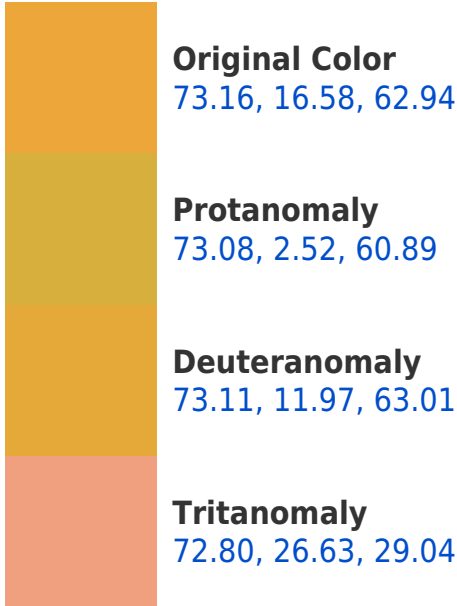 Original Color
73.16, 16.58, 62.94
Protanomaly
73.08, 2.52, 60.89
Deuteranomaly
73.11, 11.97, 63.01
Tritanomaly
72.80, 26.63, 29.04